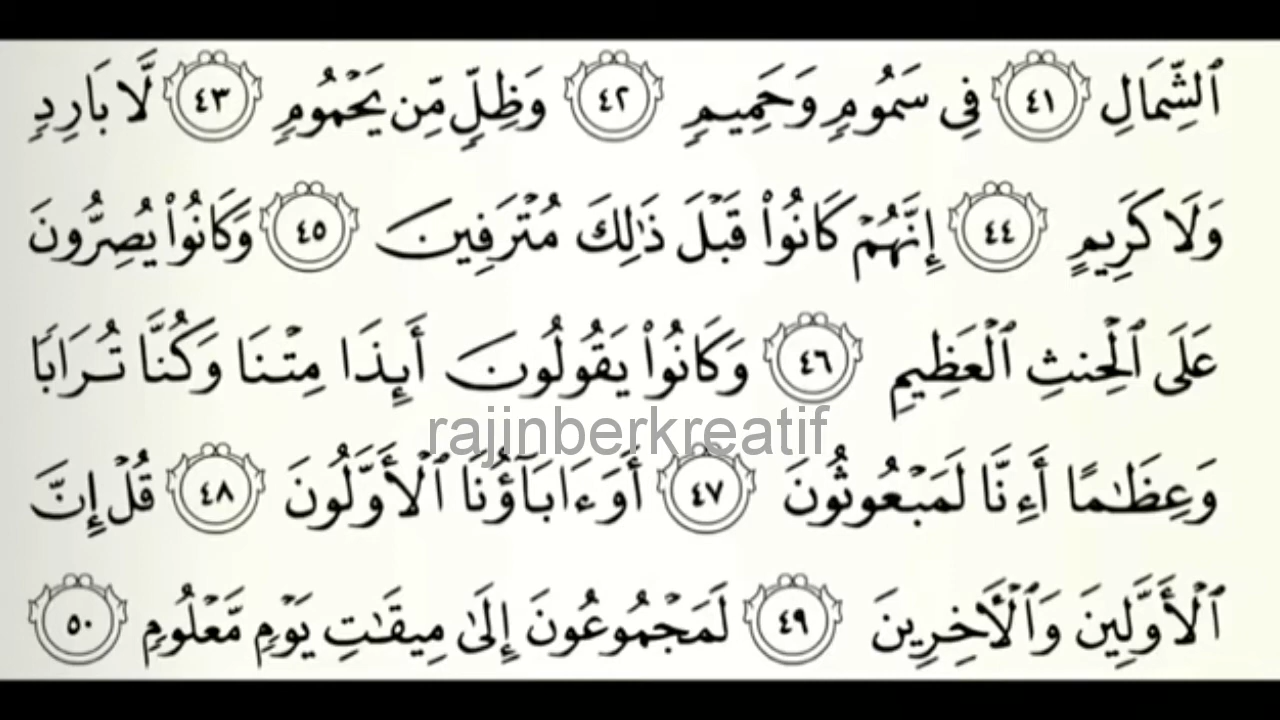 ٱلشِّمَالِ ٤١ فِى سَمُومٍ وَحَمِيمٍ ٤٢ وَظِلٍّ مِّن يَحْمُومٍ ٤٣ لَّا بَارِدٍ
وَلَا كَرِيمٍ ٤٤ إِنَّهُمْ كَانُوا۟ قَبْلَ ذَٰلِكَ مُتْرَفِينَ ٤٥ وَكَانُوا۟ يُصِرُّونَ
عَلَى ٱلْحِنثِ ٱلْعَظِيمِ ٤٦ وَكَانُوا۟ يَقُولُونَ أَئِذَا مِتْنَا وَكُنَّا تُرَابًا
rajinberkreatif
وَعِظَٰمًا أَءِنَّا لَمَبْعُوثُونَ ٤٧ أَوَءَابَآؤُنَا ٱلْأَوَّلُونَ ٤٨ قُلْ إِنَّ
ٱلْأَوَّلِينَ وَٱلْأَخِرِينَ ٤٩ لَمَجْمُوعُونَ إِلَىٰ مِيقَٰتِ يَوْمٍ مَّعْلُومٍ ٥٠